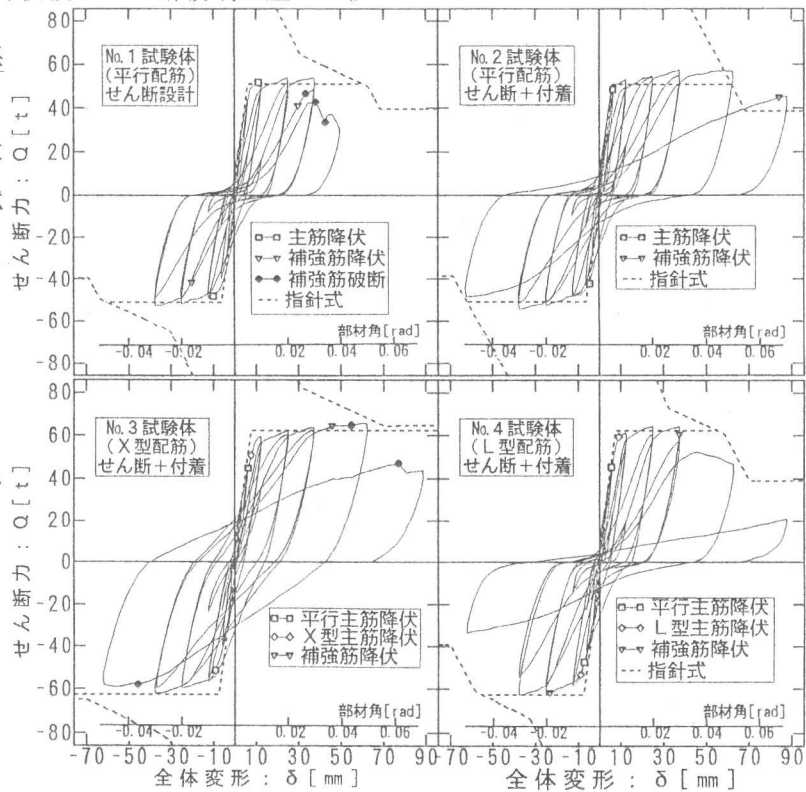 せん断力：Q[t]
80
60
40
20
0
-20
-40
-60
-80
No.1試験体
(平行配筋)
せん断設計
主筋降伏
補強筋降伏
補強筋破断
指針式
部材角[rad]
-0.04 -0.02 0.02 0.04 0.06
No.2試験体
(平行配筋)
せん断+付着
主筋降伏
補強筋降伏
指針式
部材角[rad]
-0.04 -0.02 0.02 0.04 0.06
せん断力：Q[t]
80
60
40
20
0
-20
-40
-60
-80
No.3試験体
(X型配筋)
せん断+付着
平行主筋降伏
X型主筋降伏
補強筋降伏
部材角[rad]
-0.04 -0.02 0.02 0.04 0.06
-70 -50 -30 -10 10 30 50 70 90
全体変形：δ[mm]
No.4試験体
(L型配筋)
せん断+付着
平行主筋降伏
L型主筋降伏
補強筋降伏
指針式
部材角[rad]
-0.04 -0.02 0.02 0.04 0.06
-70 -50 -30 -10 10 30 50 70 90
全体変形：δ[mm]